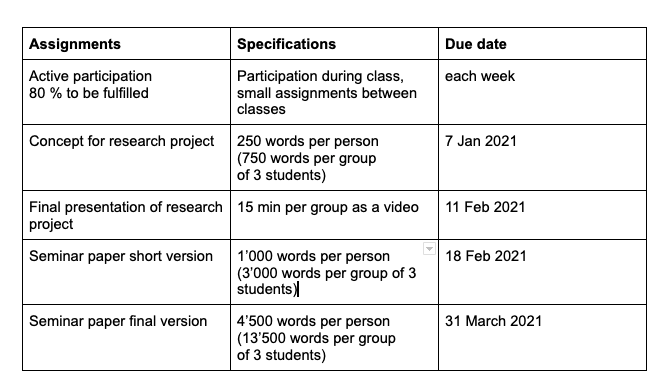 Assignments
Specifications
Due date
Active participation
80 % to be fulfilled
Participation during class,
small assignments between
classes
each week
Concept for research project
250 words per person
(750 words per group
of 3 students)
7 Jan 2021
Final presentation of research
project
15 min per group as a video
11 Feb 2021
Seminar paper short version
1’000 words per person
(3’000 words per group of 3
students)
18 Feb 2021
Seminar paper final version
4’500 words per person
(13’500 words per group
of 3 students)
31 March 2021